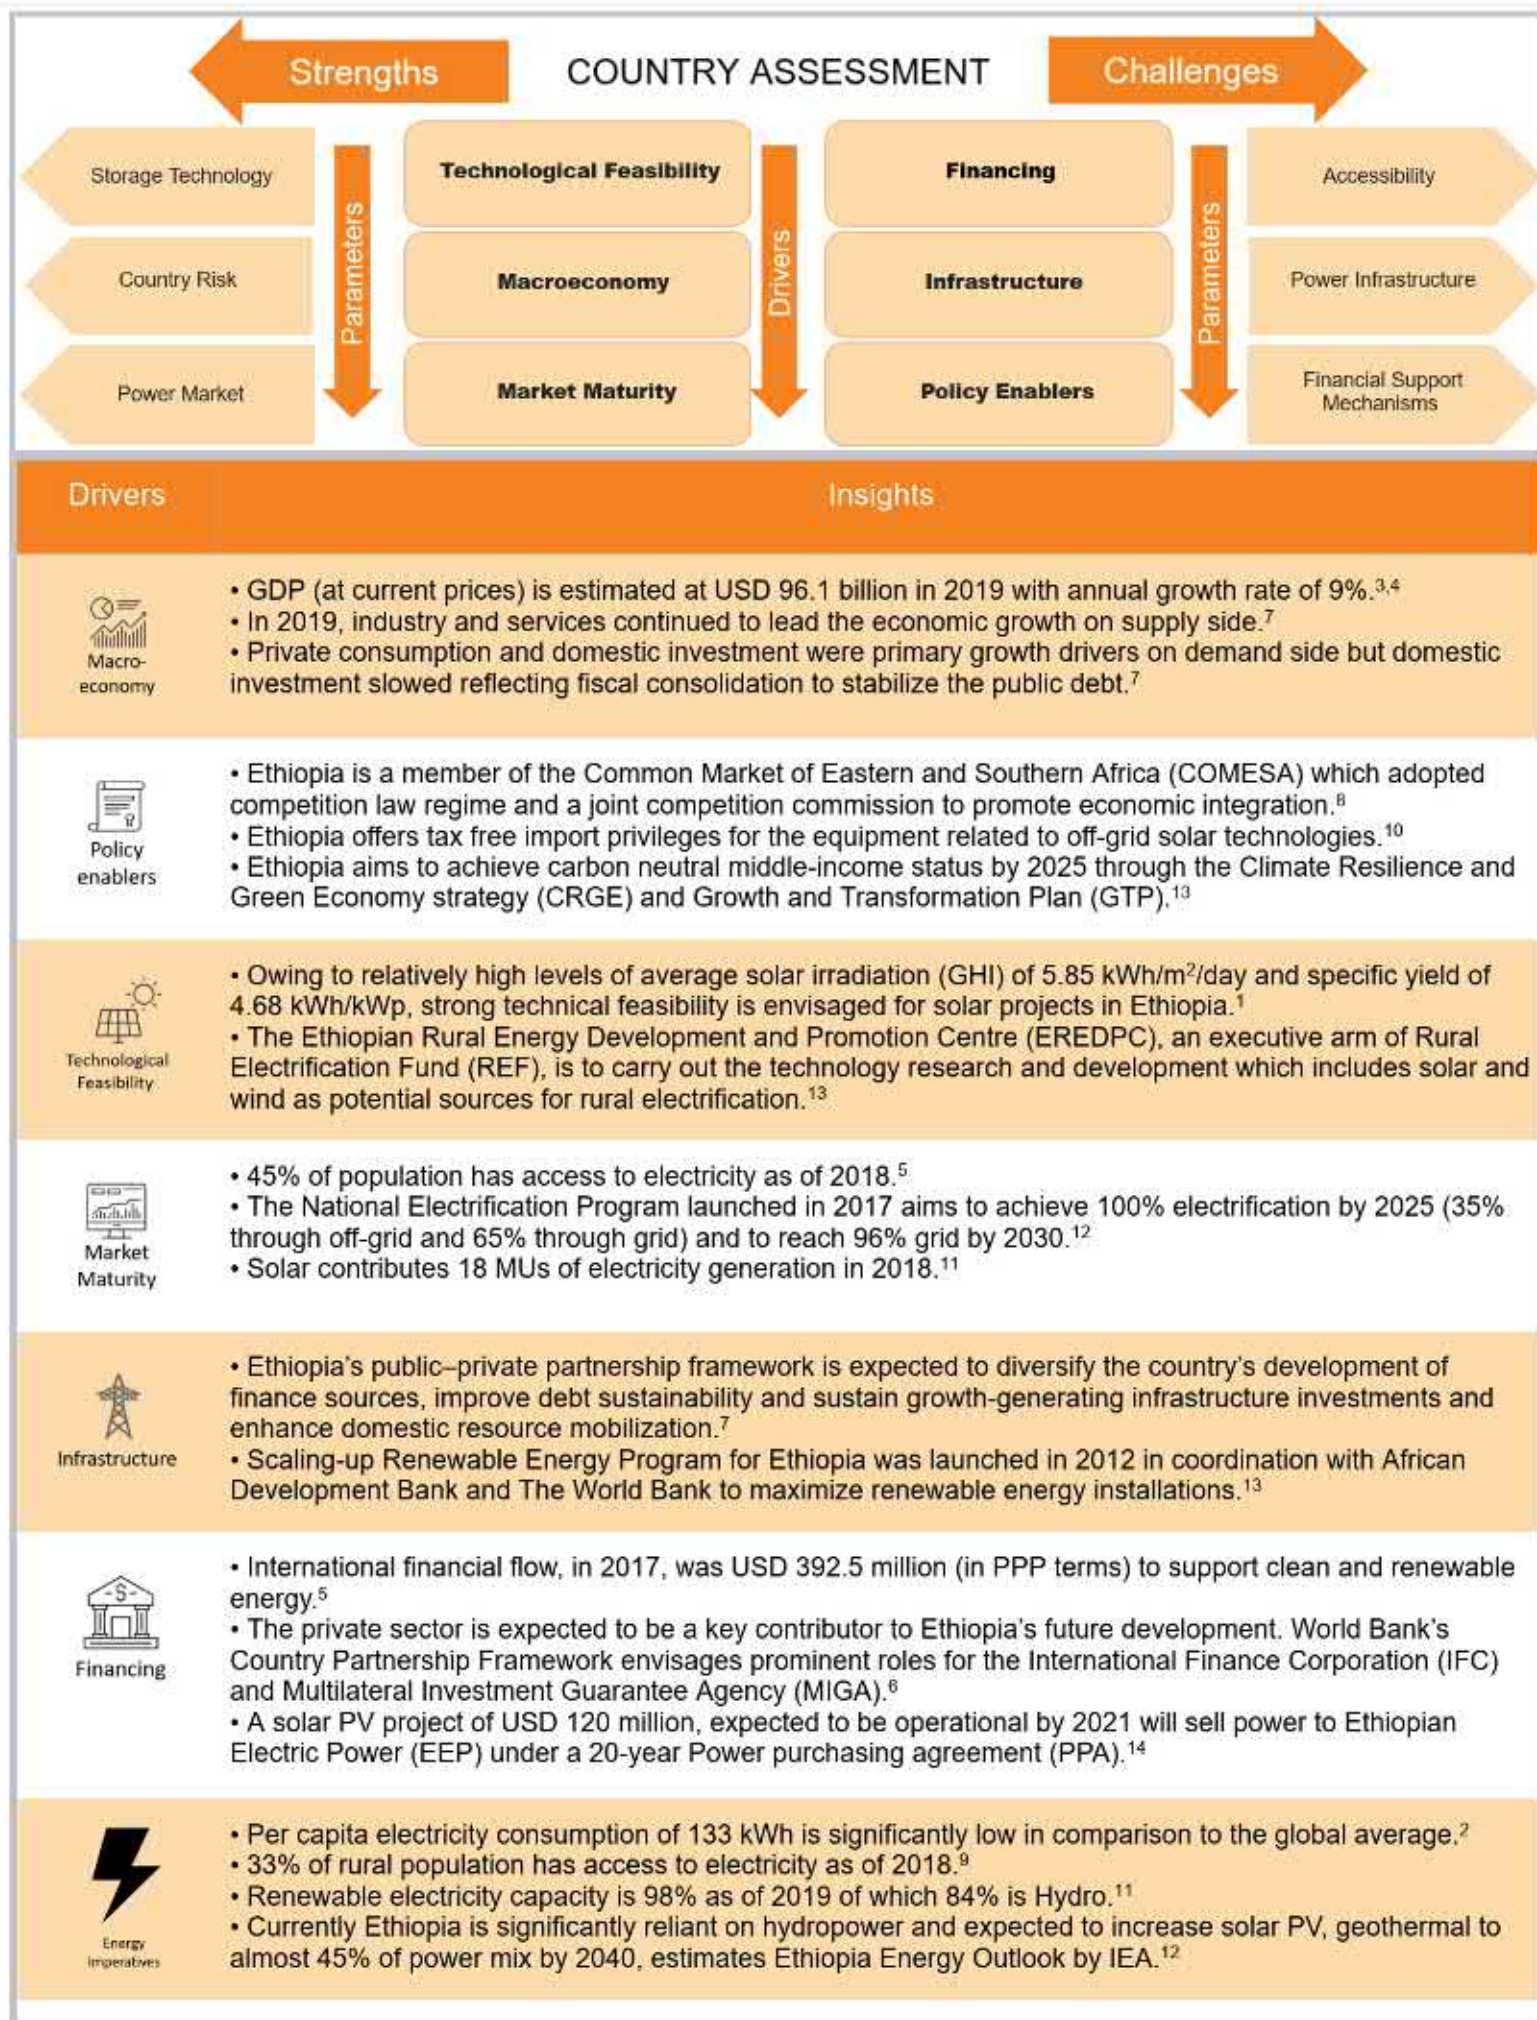 Strengths
COUNTRY ASSESSMENT
Challenges
Storage Technology
Country Risk
Power Market
Parameters
Technological Feasibility
Macroeconomy
Market Maturity
Drivers
Financing
Infrastructure
Policy Enablers
Parameters
Accessibility
Power Infrastructure
Financial Support
Mechanisms
Drivers
Insights
Macro-
economy
• GDP (at current prices) is estimated at USD 96.1 billion in 2019 with annual growth rate of 9%.3,4
• In 2019, industry and services continued to lead the economic growth on supply side.7
• Private consumption and domestic investment were primary growth drivers on demand side but domestic
investment slowed reflecting fiscal consolidation to stabilize the public debt.7
Policy
enablers
• Ethiopia is a member of the Common Market of Eastern and Southern Africa (COMESA) which adopted
competition law regime and a joint competition commission to promote economic integration.8
• Ethiopia offers tax free import privileges for the equipment related to off-grid solar technologies.10
• Ethiopia aims to achieve carbon neutral middle-income status by 2025 through the Climate Resilience and
Green Economy strategy (CRGE) and Growth and Transformation Plan (GTP).13
Technological
Feasibility
• Owing to relatively high levels of average solar irradiation (GHI) of 5.85 kWh/m2/day and specific yield of
4.68 kWh/kWp, strong technical feasibility is envisaged for solar projects in Ethiopia.1
• The Ethiopian Rural Energy Development and Promotion Centre (EREDPC), an executive arm of Rural
Electrification Fund (REF), is to carry out the technology research and development which includes solar and
wind as potential sources for rural electrification.13
Market
Maturity
• 45% of population has access to electricity as of 2018.5
• The National Electrification Program launched in 2017 aims to achieve 100% electrification by 2025 (35%
through off-grid and 65% through grid) and to reach 96% grid by 2030.12
• Solar contributes 18 MUs of electricity generation in 2018.11
Infrastructure
• Ethiopia's public–private partnership framework is expected to diversify the country's development of
finance sources, improve debt sustainability and sustain growth-generating infrastructure investments and
enhance domestic resource mobilization.7
• Scaling-up Renewable Energy Program for Ethiopia was launched in 2012 in coordination with African
Development Bank and The World Bank to maximize renewable energy installations.13
Financing
• International financial flow, in 2017, was USD 392.5 million (in PPP terms) to support clean and renewable
energy.5
• The private sector is expected to be a key contributor to Ethiopia's future development. World Bank's
Country Partnership Framework envisages prominent roles for the International Finance Corporation (IFC)
and Multilateral Investment Guarantee Agency (MIGA).6
• A solar PV project of USD 120 million, expected to be operational by 2021 will sell power to Ethiopian
Electric Power (EEP) under a 20-year Power purchasing agreement (PPA).14
Energy
Imperatives
• Per capita electricity consumption of 133 kWh is significantly low in comparison to the global average.2
• 33% of rural population has access to electricity as of 2018.9
• Renewable electricity capacity is 98% as of 2019 of which 84% is Hydro.11
• Currently Ethiopia is significantly reliant on hydropower and expected to increase solar PV, geothermal to
almost 45% of power mix by 2040, estimates Ethiopia Energy Outlook by IEA.12